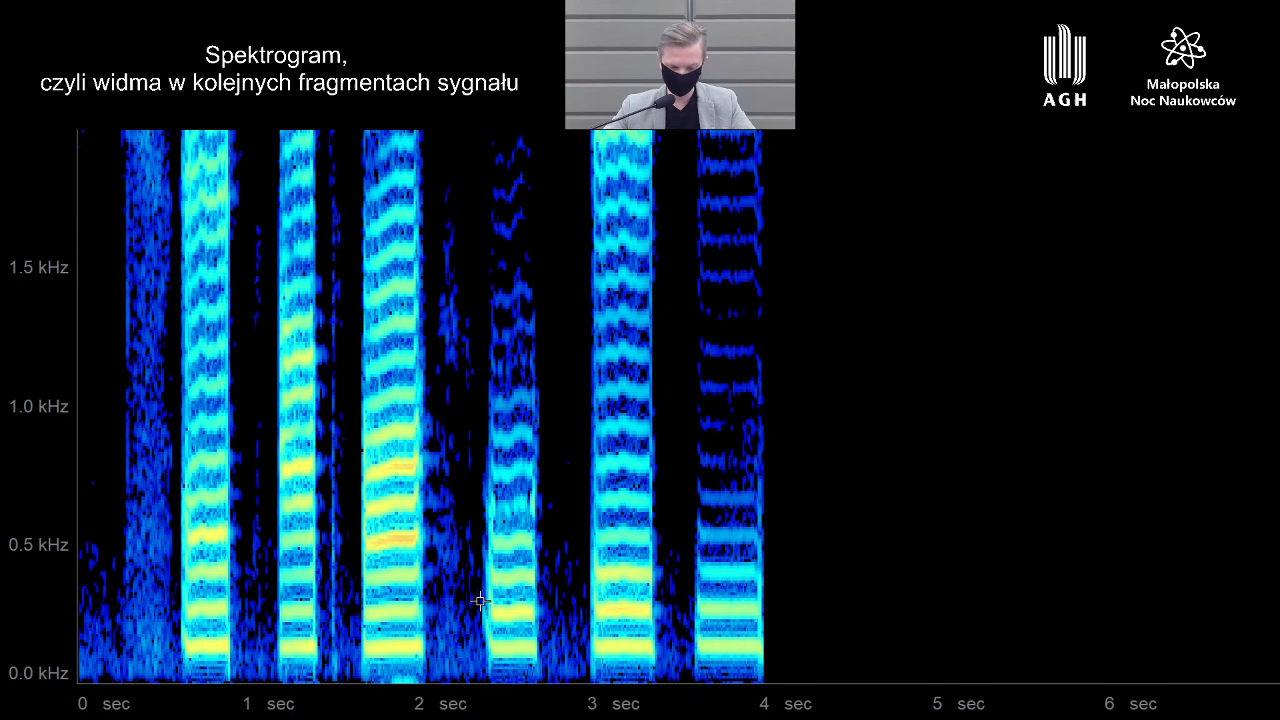 Spektrogram,
czyli widma w kolejnych fragmentach sygnału
AGH
Małopolska
Noc Naukowców
1.5 kHz
1.0 kHz
0.5 kHz
0.0 kHz
0 sec 1 sec 2 sec 3 sec 4 sec 5 sec 6 sec